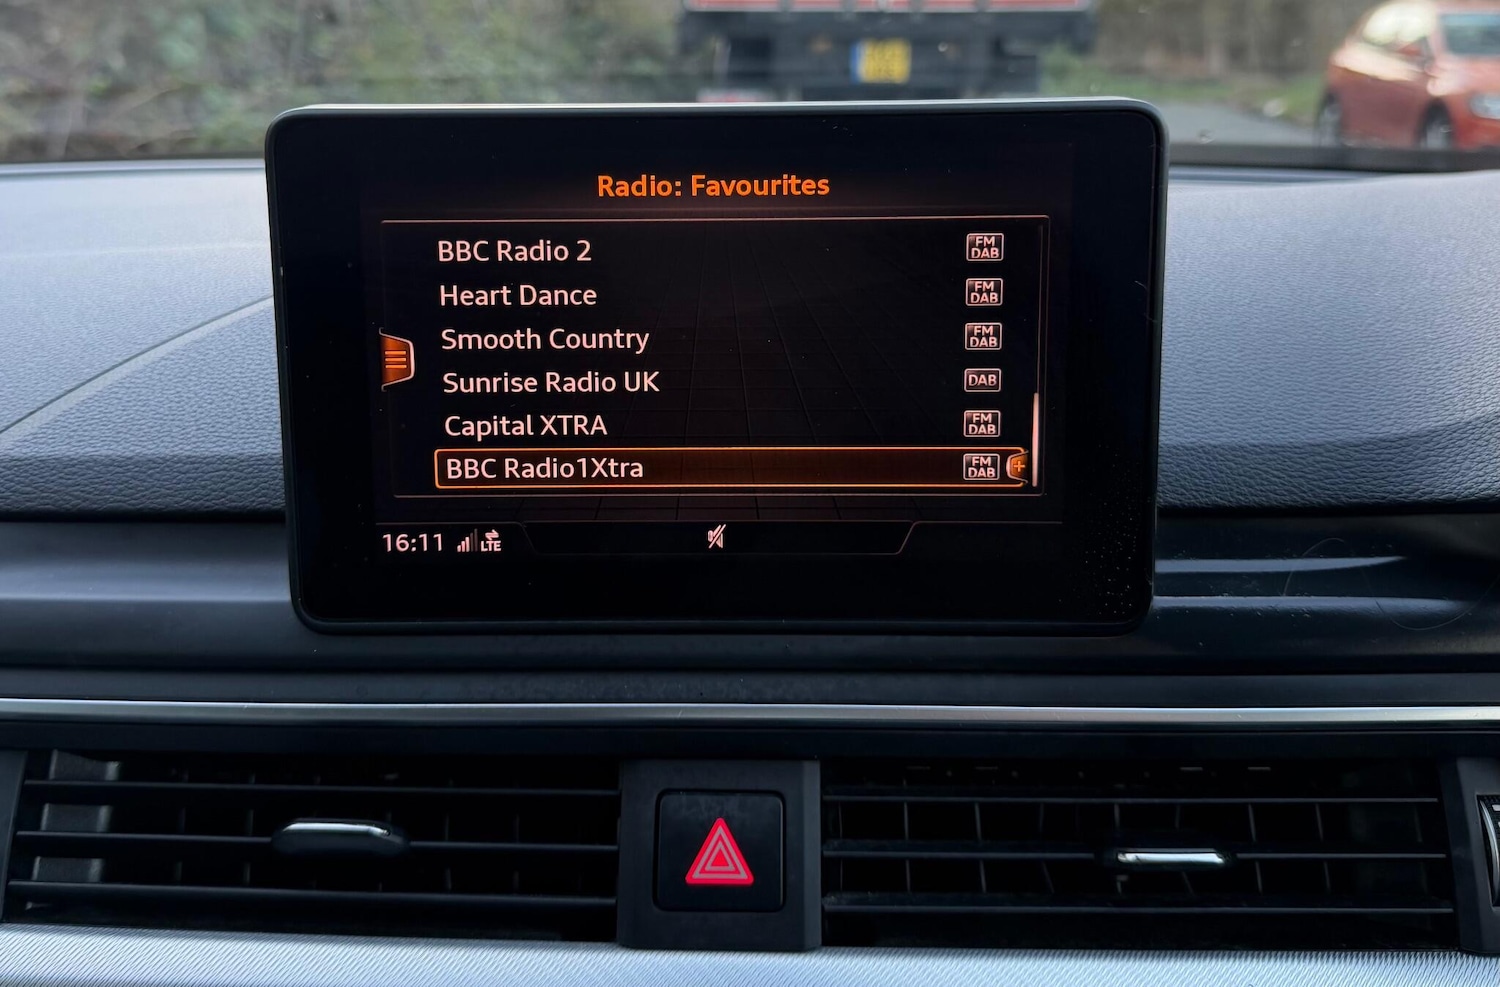 Radio: Favourites
BBC Radio 2 FM DAB
Heart Dance FM DAB
Smooth Country FM DAB
Sunrise Radio UK DAB
Capital XTRA FM DAB
BBC Radio1Xtra FM DAB
16:11 LTE